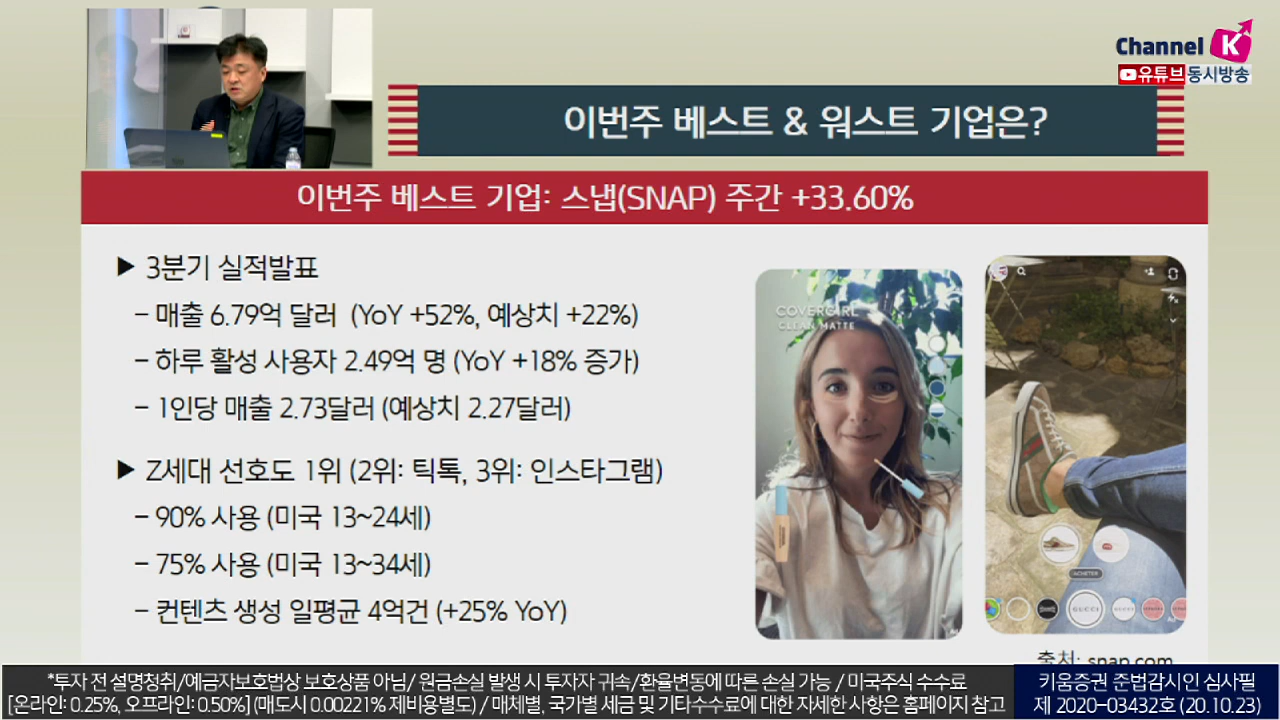 Channel K
유튜브 동시방송
이번주 베스트 & 워스트 기업은?
이번주 베스트 기업: 스냅(SNAP) 주간 +33.60%
▶ 3분기 실적발표
- 매출 6.79억 달러 (YoY +52%, 예상치 +22%)
- 하루 활성 사용자 2.49억 명 (YoY +18% 증가)
- 1인당 매출 2.73달러 (예상치 2.27달러)
▶ Z세대 선호도 1위 (2위: 틱톡, 3위: 인스타그램)
- 90% 사용 (미국 13~24세)
- 75% 사용 (미국 13~34세)
- 컨텐츠 생성 일평균 4억건 (+25% YoY)
COVERGIRL
CLEAN MATTE
ACHETER
GUCCI
출처: snap.com
*투자 전 설명청취/예금자보호법상 보호상품 아님/ 원금손실 발생 시 투자자 귀속/환율변동에 따른 손실 가능 / 미국주식 수수료
[온라인: 0.25%, 오프라인: 0.50%] (매도시 0.00221% 제비용별도) / 매체별, 국가별 세금 및 기타수수료에 대한 자세한 사항은 홈페이지 참고
키움증권 준법감시인 심사필
제 2020-03432호 (20.10.23)